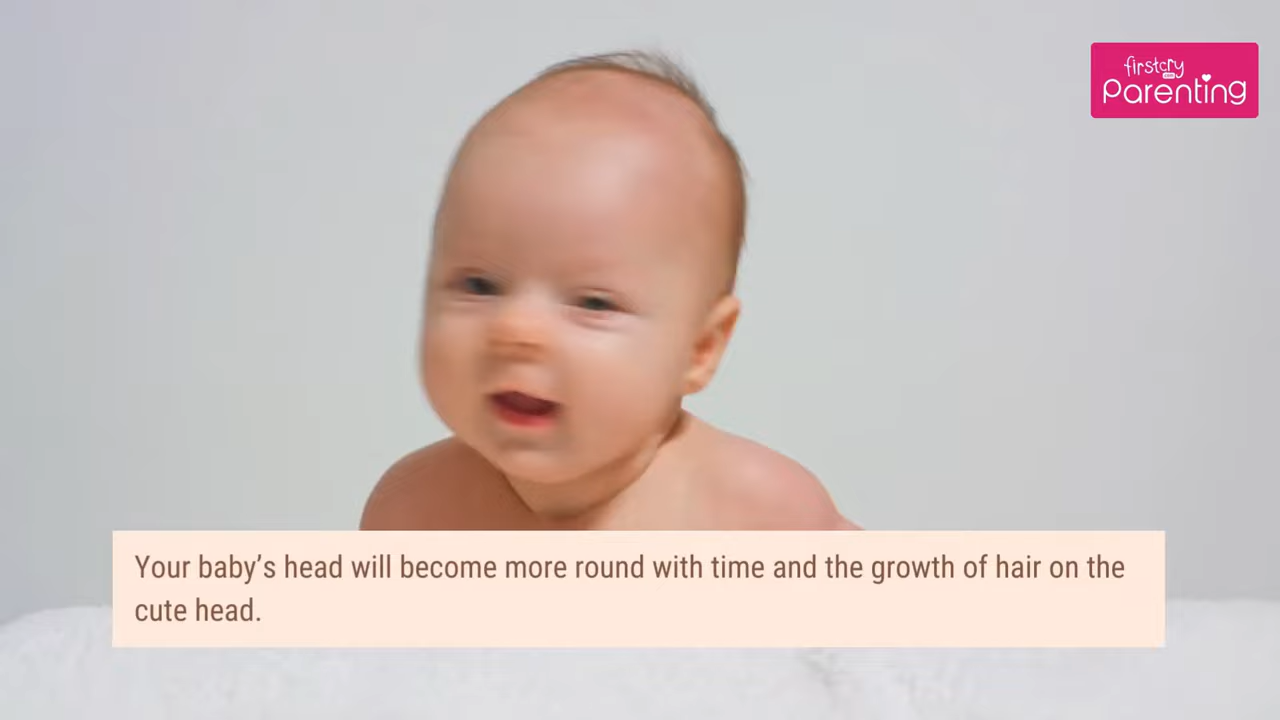 firstcry
.com
Parenting
Your baby’s head will become more round with time and the growth of hair on the
cute head.